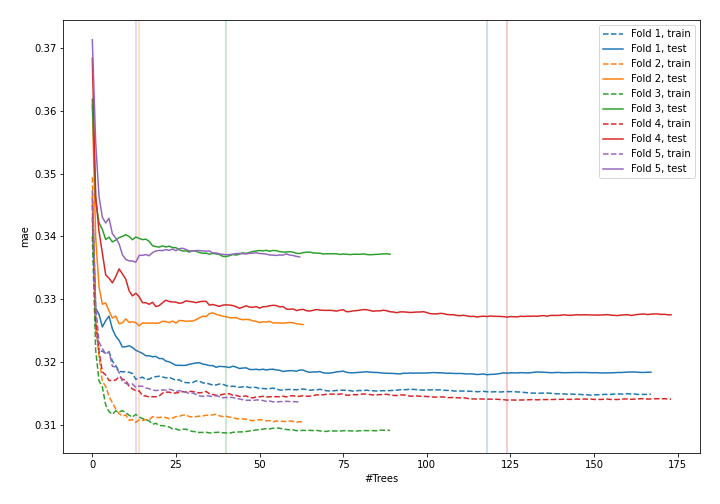 0.37
0.36
0.35
0.34
0.33
0.32
0.31
mae
0 25 50 75 100 125 150 175
#Trees
Fold 1, train
Fold 1, test
Fold 2, train
Fold 2, test
Fold 3, train
Fold 3, test
Fold 4, train
Fold 4, test
Fold 5, train
Fold 5, test